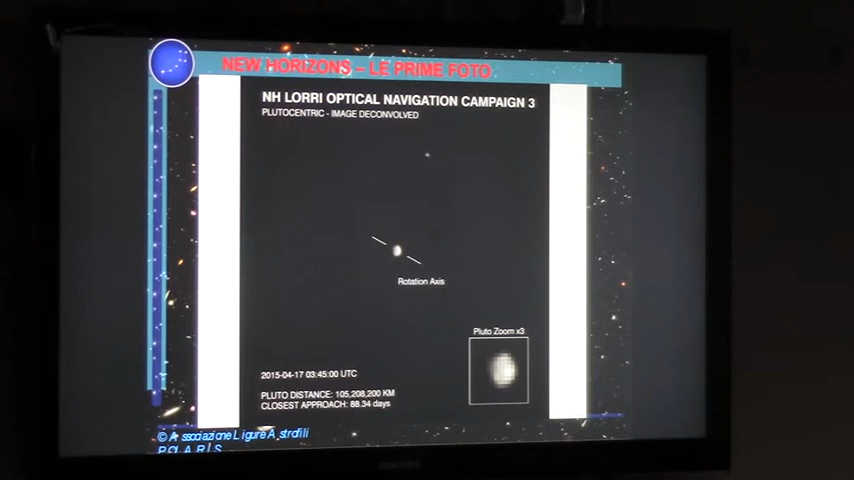 NEW HORIZONS – LE PRIME FOTO
NH LORRI OPTICAL NAVIGATION CAMPAIGN 3
PLUTOCENTRIC - IMAGE DECONVOLVED
Rotation Axis
Pluto Zoom x3
2015-04-17 03:45:00 UTC
PLUTO DISTANCE: 105,208,200 KM
CLOSEST APPROACH: 88.34 days
© Associazione Ligure Astrofili
POLARIS